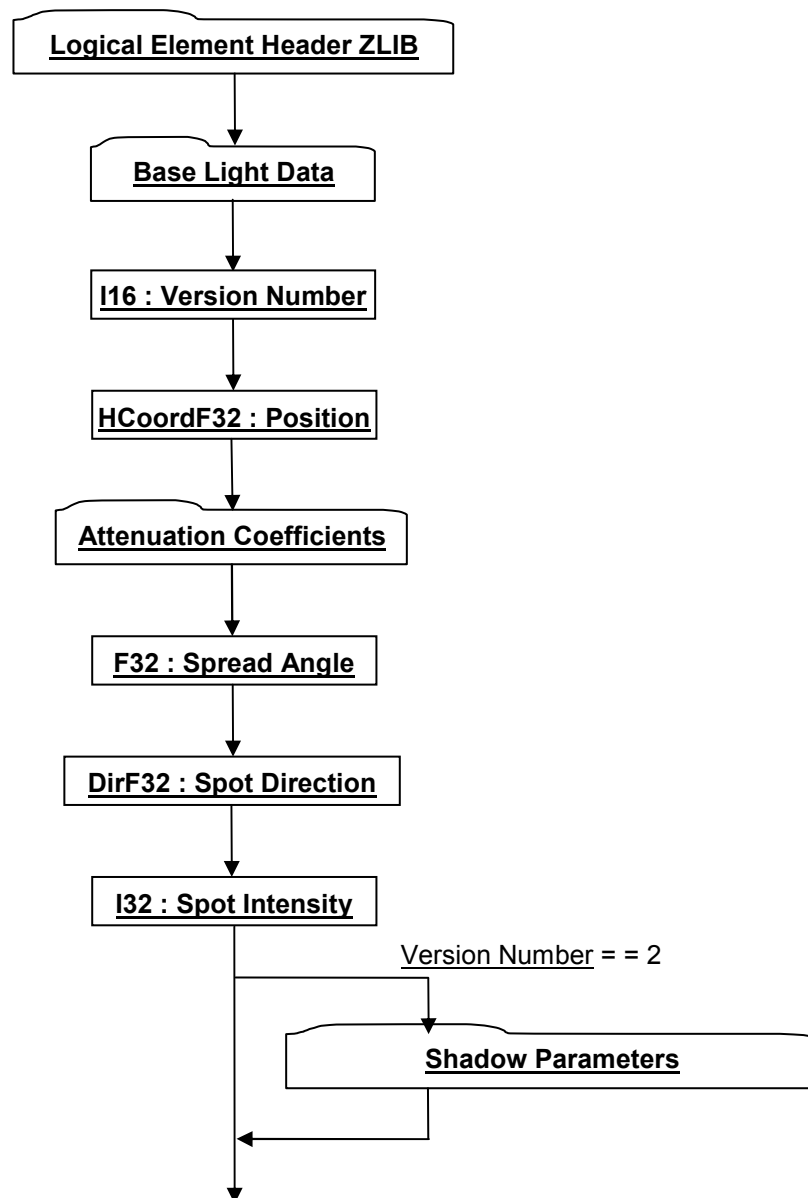 Logical Element Header ZLIB
Base Light Data
I16 : Version Number
HCoordF32 : Position
Attenuation Coefficients
F32 : Spread Angle
DirF32 : Spot Direction
I32 : Spot Intensity
Version Number = = 2
Shadow Parameters